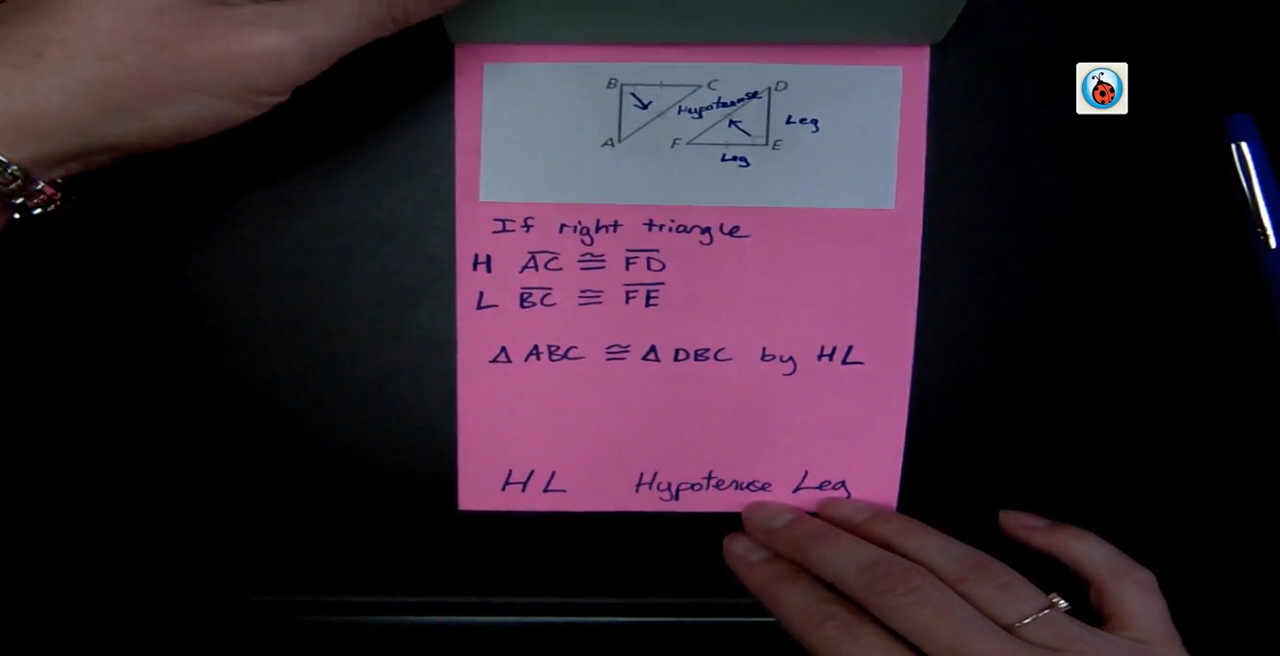 B C Hypotenuse D
Leg
A F E
Leg
If right triangle
H AC ≅ FD
L BC ≅ FE
Δ ABC ≅ Δ DBC by HL
HL Hypotenuse Leg